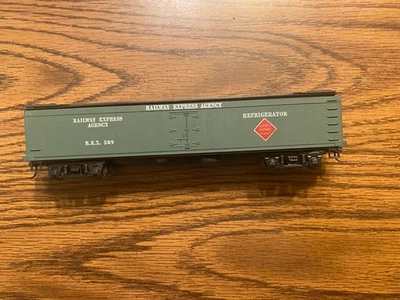 RAILWAY EXPRESS AGENCY
RAILWAY EXPRESS
AGENCY
R.E.X. 509
REFRIGERATOR